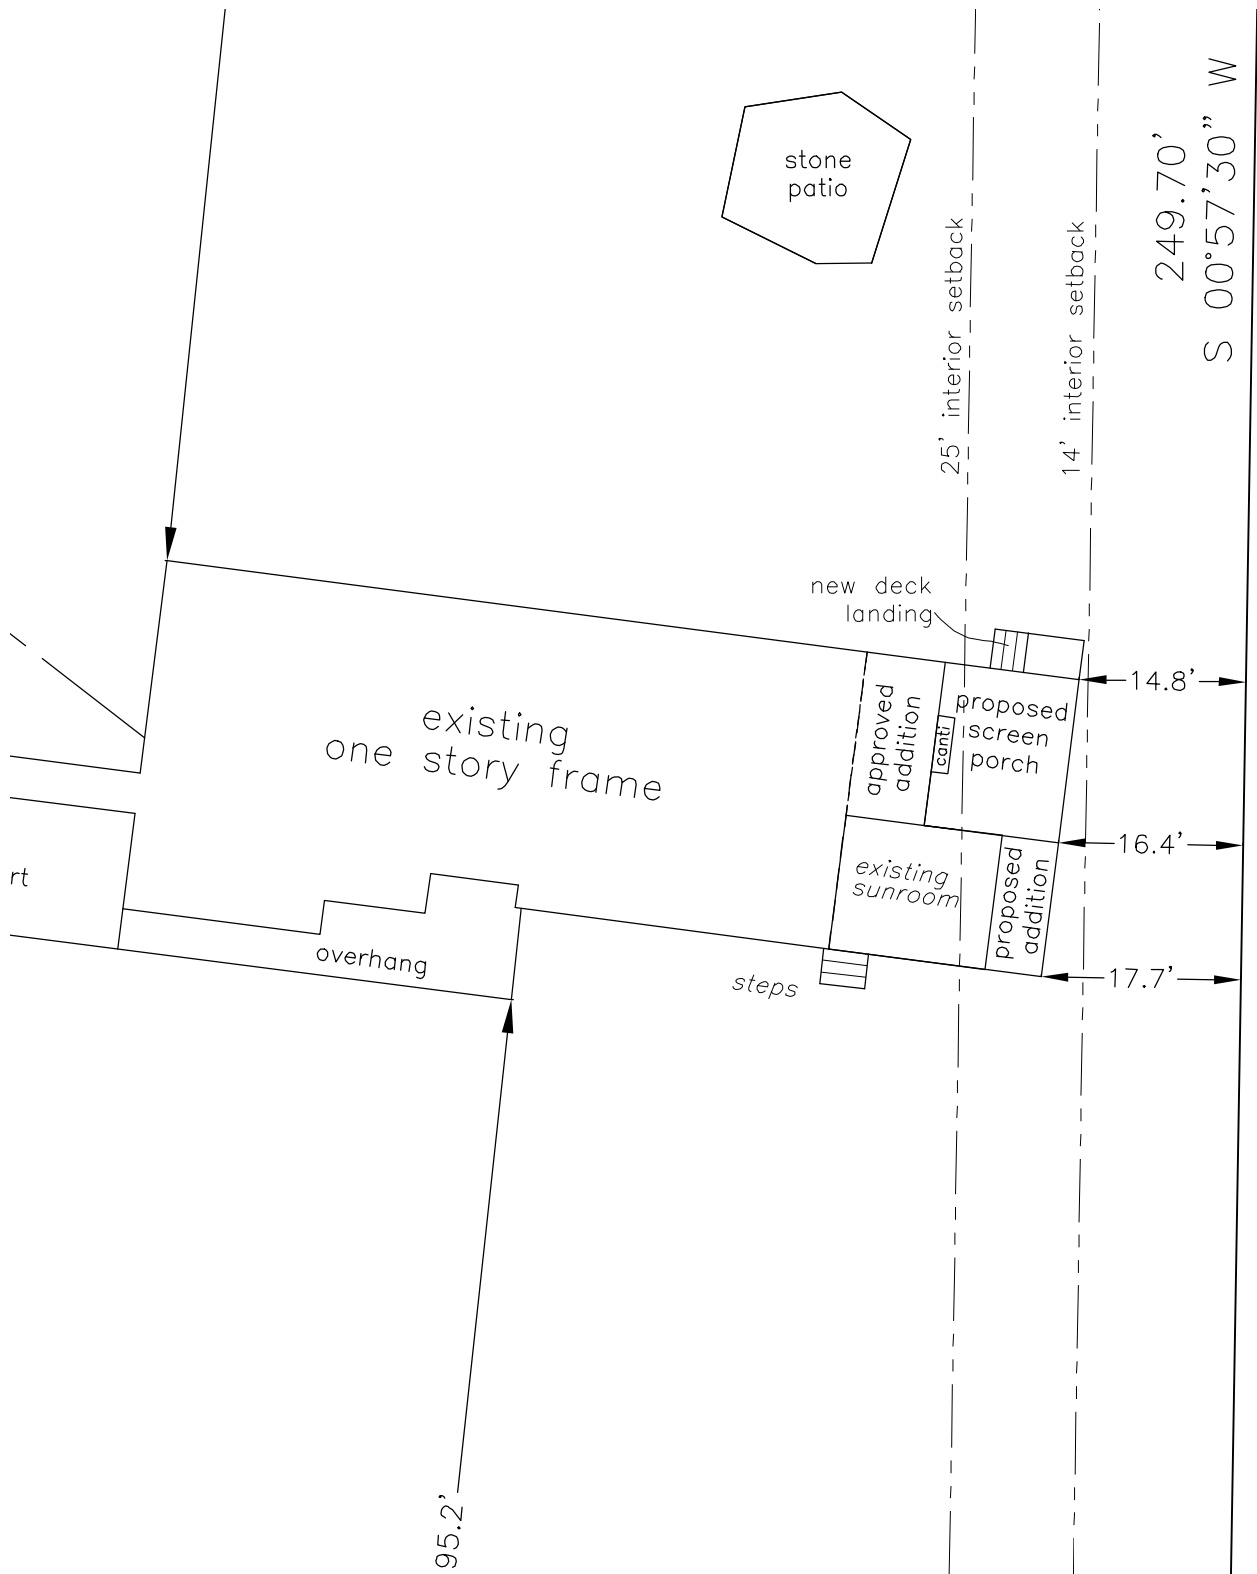 249.70'
S 00°57'30" W
stone
patio
25' interior setback
14' interior setback
new deck
landing
14.8'
existing
one story frame
approved
addition
canti
proposed
screen
porch
16.4'
rt
existing
sunroom
proposed
addition
overhang
steps
17.7'
95.2'